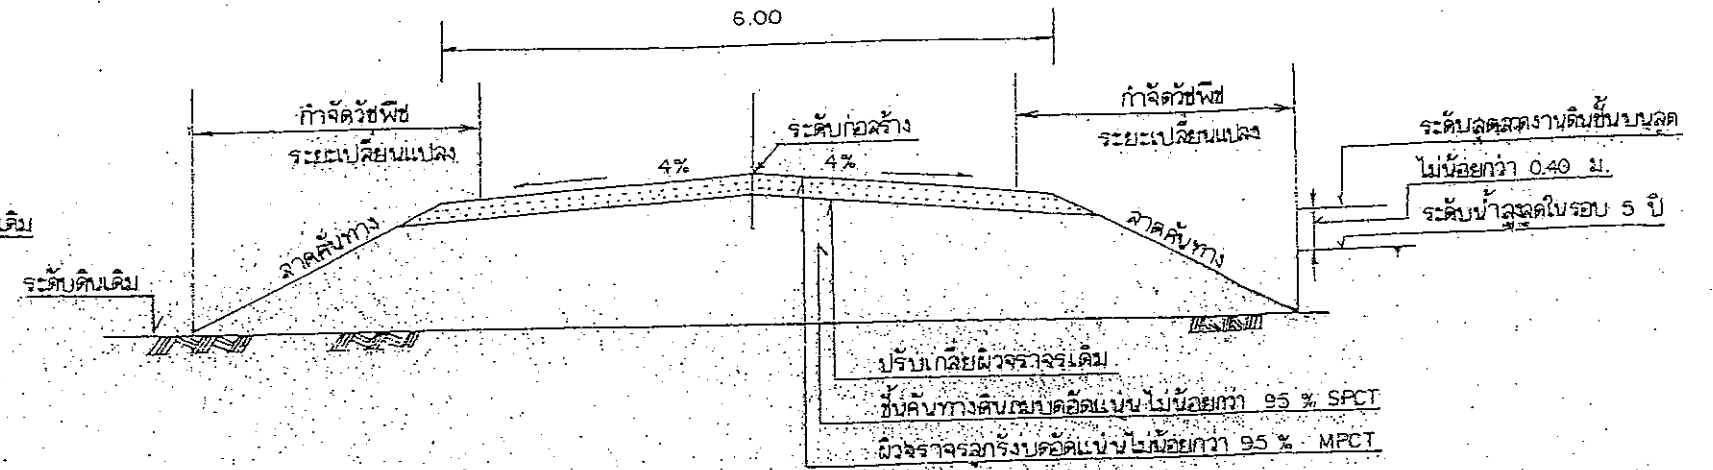 6.00
กำจัดวัชพืช
ระยะเปลี่ยนแปลง
ระดับก่อสร้าง
กำจัดวัชพืช
ระยะเปลี่ยนแปลง
ระดับสุดลวดงานดินชั้นบนสุด
ไม่น้อยกว่า 0.40 ม.
ระดับน้ำสูงสุดในรอบ 5 ปี
4%
4%
เดิม
ลาดคันทาง
ลาดคันทาง
ระดับดินเดิม
ปรับเกลี่ยผิวจราจรเดิม
ชั้นคันทางดินถมบดอัดแน่นไม่น้อยกว่า 95 % SPCT
ผิวจราจรลูกรังบดอัดแน่นไม่น้อยกว่า 95 % MPCT